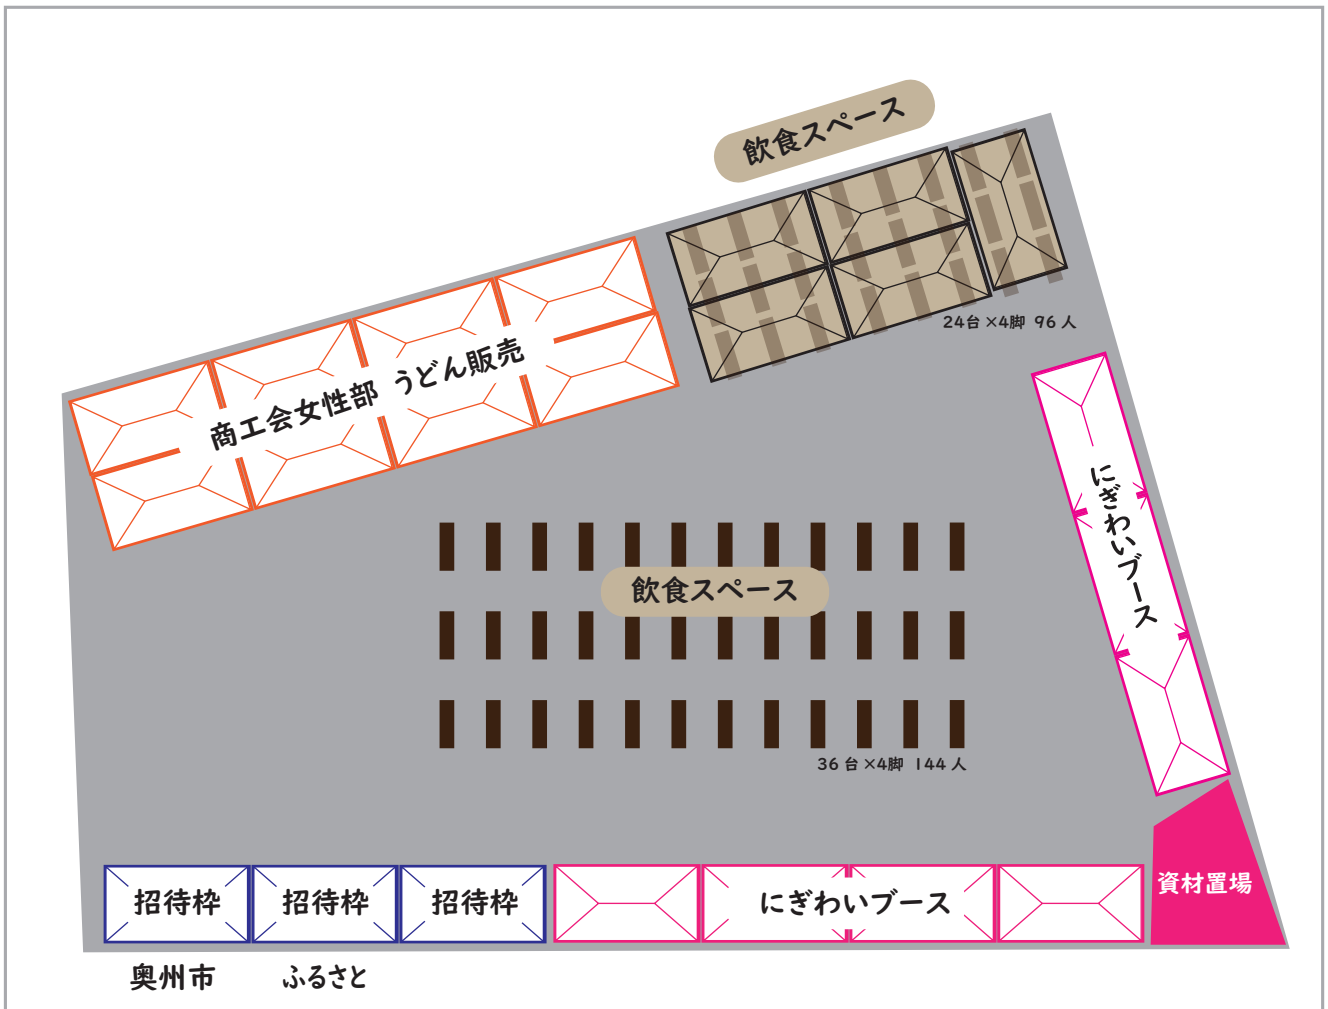 飲食スペース
24台×4脚 96人
商工会女性部 うどん販売
にぎわいブース
飲食スペース
36台×4脚 144人
招待枠
招待枠
招待枠
にぎわいブース
資材置場
奥州市
ふるさと